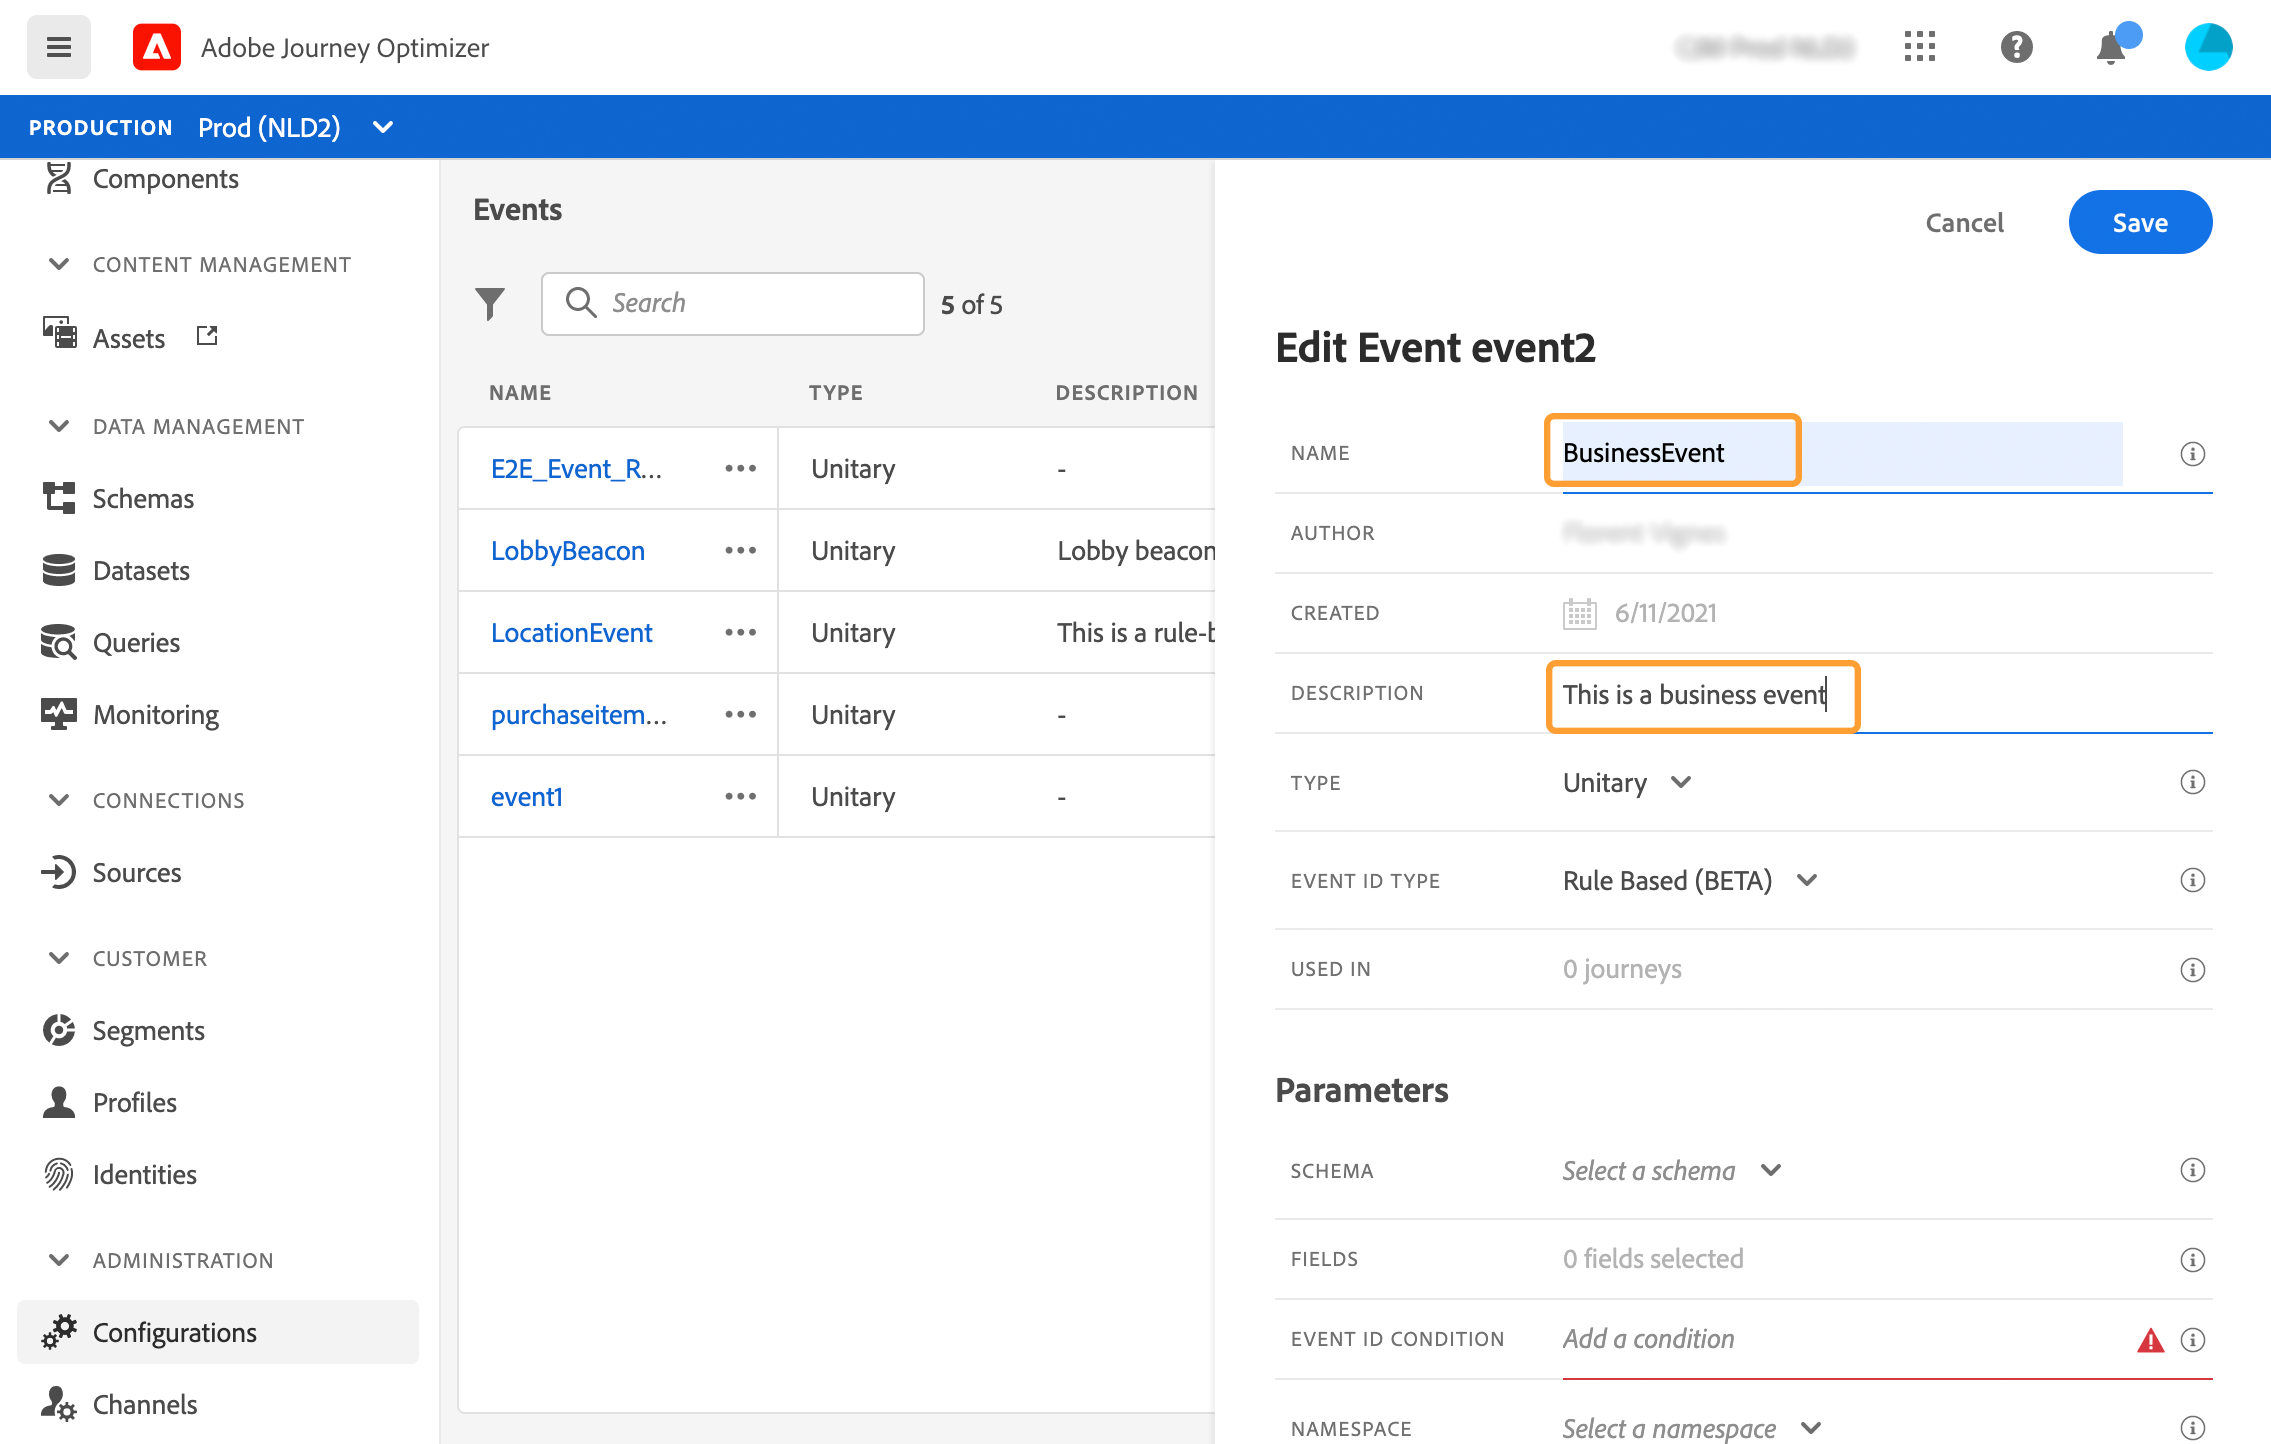 Adobe Journey Optimizer
PRODUCTION Prod (NLD2)
Components
CONTENT MANAGEMENT
Assets
DATA MANAGEMENT
Schemas
Datasets
Queries
Monitoring
CONNECTIONS
Sources
CUSTOMER
Segments
Profiles
Identities
ADMINISTRATION
Configurations
Channels
Events
Search
5 of 5
NAME TYPE DESCRIPTION
E2E_Event_R... Unitary -
LobbyBeacon Unitary Lobby beacon
LocationEvent Unitary This is a rule-b
purchaseitem... Unitary -
event1 Unitary -
Cancel Save
Edit Event event2
NAME BusinessEvent
AUTHOR
CREATED 6/11/2021
DESCRIPTION This is a business event
TYPE Unitary
EVENT ID TYPE Rule Based (BETA)
USED IN 0 journeys
Parameters
SCHEMA Select a schema
FIELDS 0 fields selected
EVENT ID CONDITION Add a condition
NAMESPACE Select a namespace